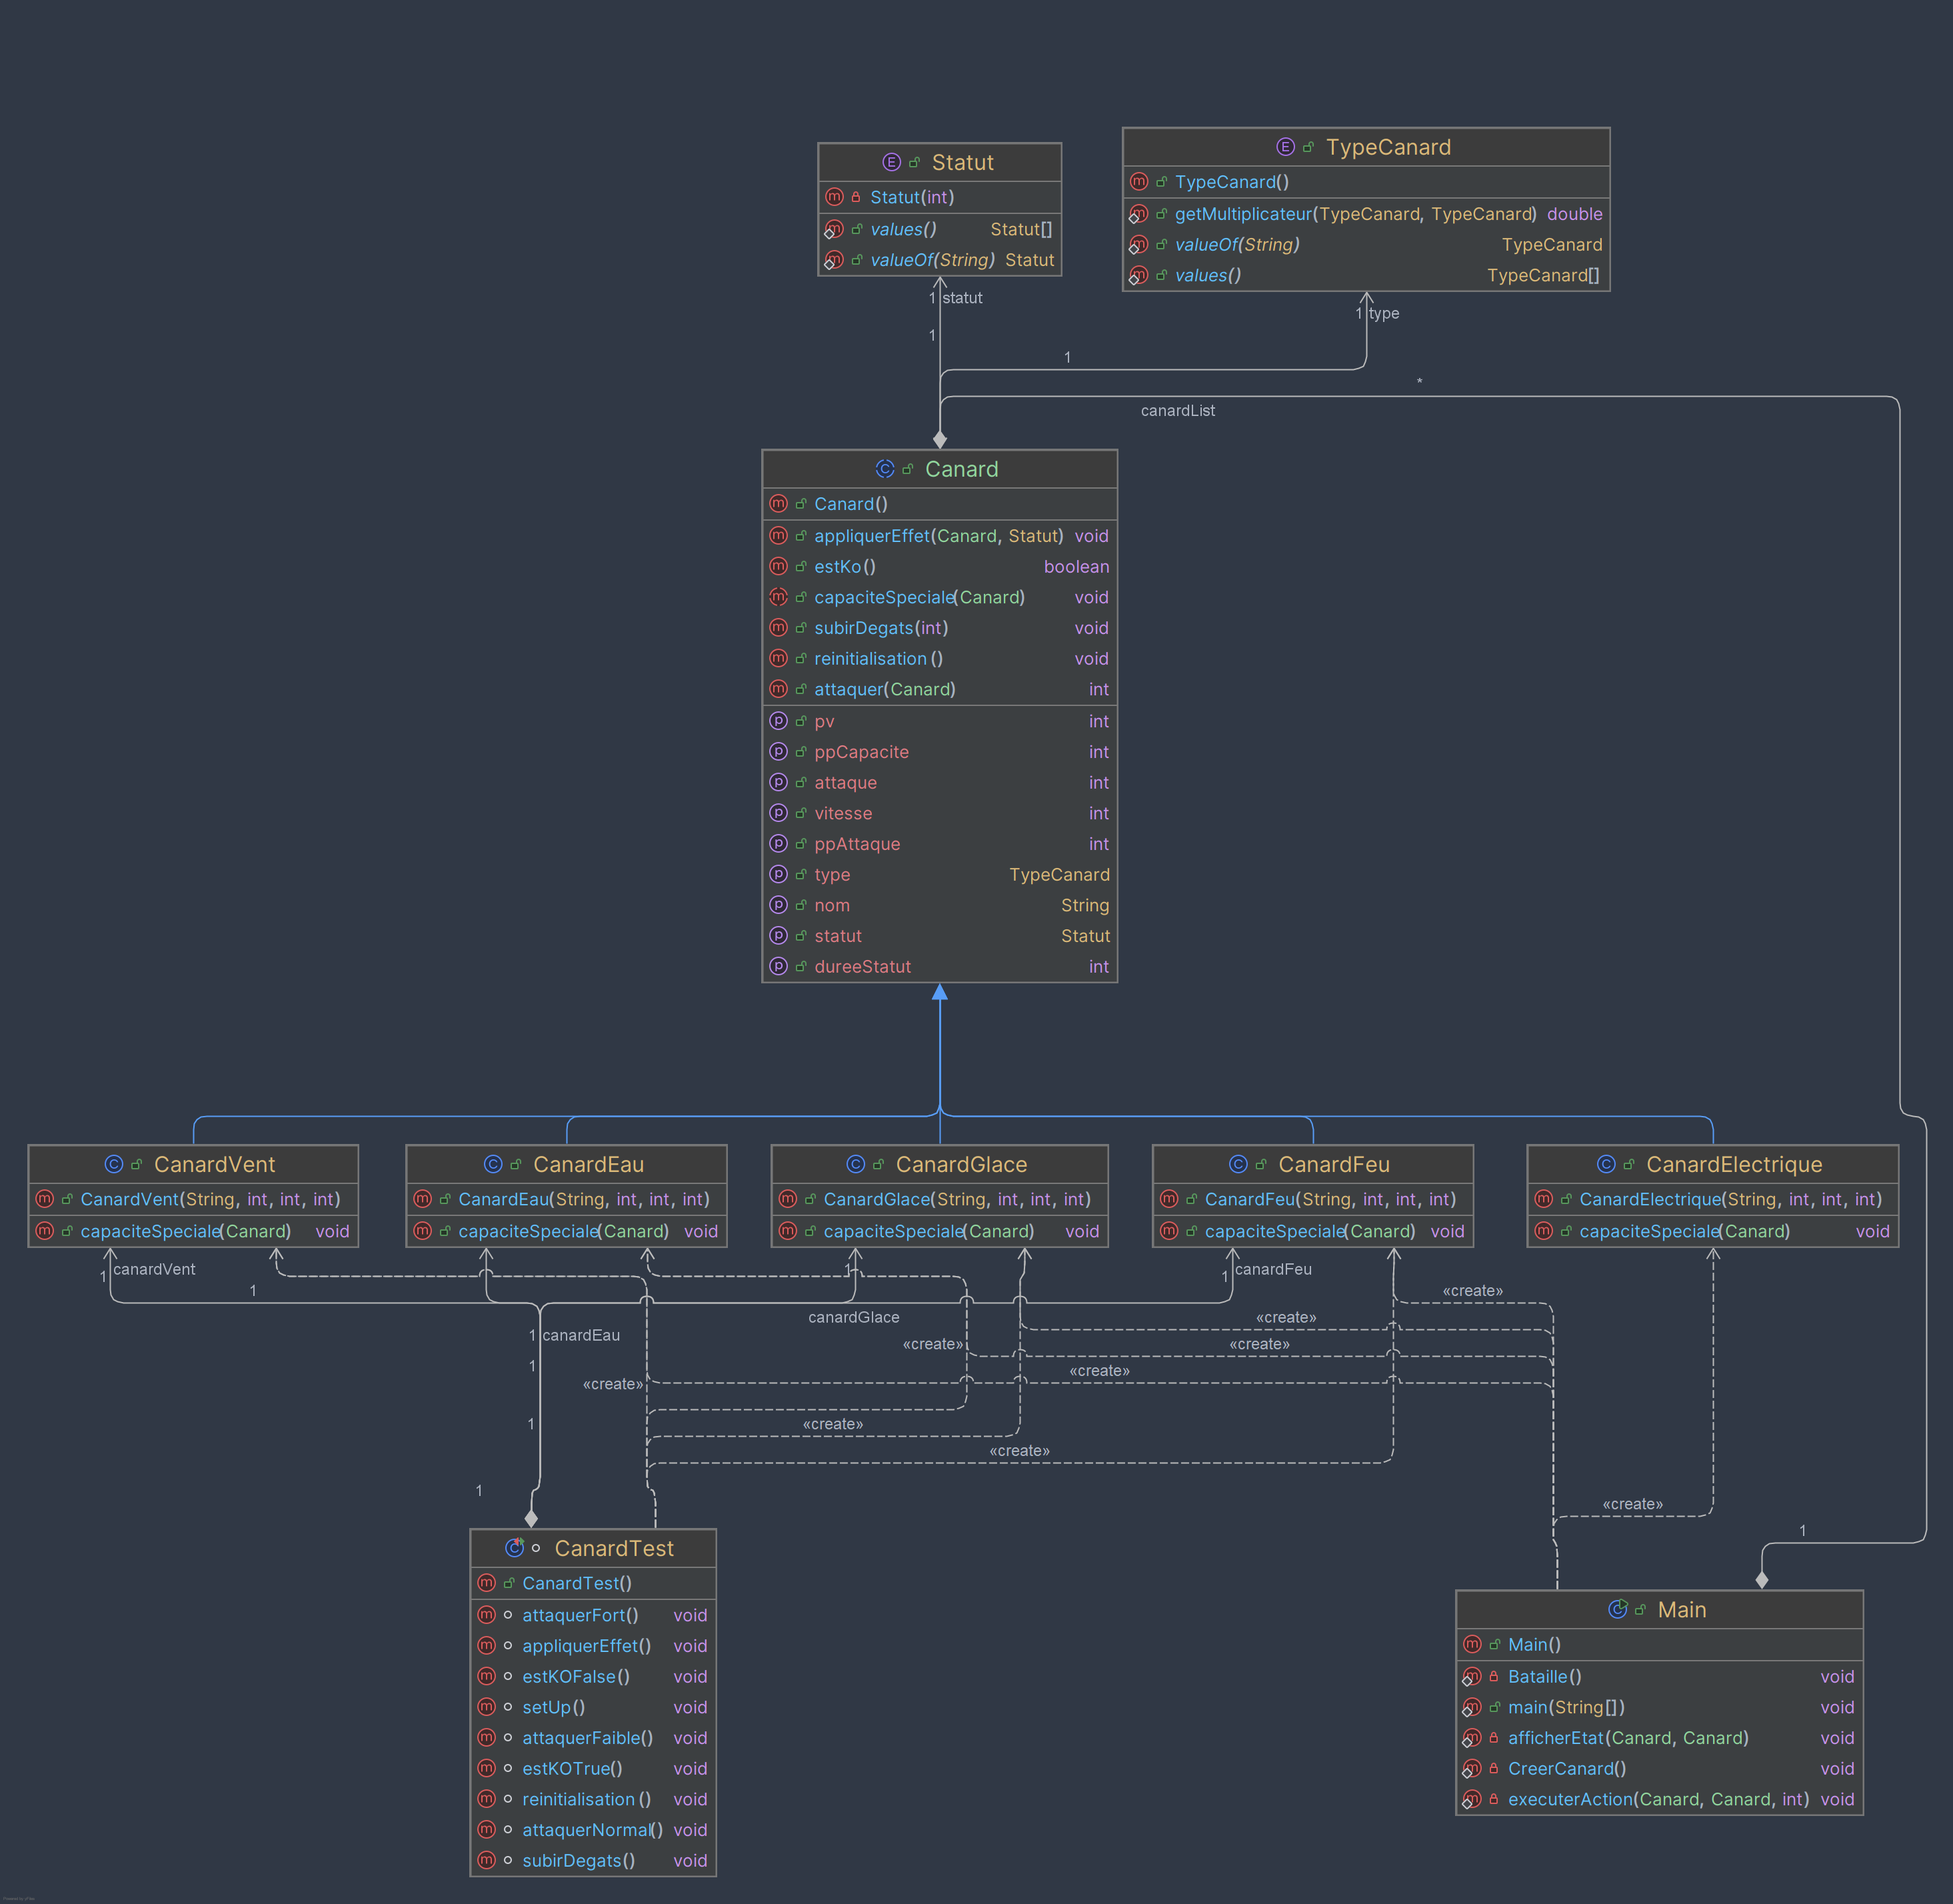 Statut
Statut(int)
values() Statut[]
valueOf(String) Statut
TypeCanard
TypeCanard()
getMultiplicateur(TypeCanard, TypeCanard) double
valueOf(String) TypeCanard
values() TypeCanard[]
1 statut
1
1 type
1
*
canardList
Canard
Canard()
appliquerEffet(Canard, Statut) void
estKo() boolean
capaciteSpeciale(Canard) void
subirDegats(int) void
reinitialisation() void
attaquer(Canard) int
pv int
ppCapacite int
attaque int
vitesse int
ppAttaque int
type TypeCanard
nom String
statut Statut
dureeStatut int
CanardVent
CanardVent(String, int, int, int)
capaciteSpeciale(Canard) void
CanardEau
CanardEau(String, int, int, int)
capaciteSpeciale(Canard) void
CanardGlace
CanardGlace(String, int, int, int)
capaciteSpeciale(Canard) void
CanardFeu
CanardFeu(String, int, int, int)
capaciteSpeciale(Canard) void
CanardElectrique
CanardElectrique(String, int, int, int)
capaciteSpeciale(Canard) void
1 canardVent
1
1
1 canardFeu
«create»
canardGlace
«create»
1 canardEau
«create»
«create»
1
«create»
«create»
1
«create»
«create»
1
«create»
1
CanardTest
CanardTest()
attaquerFort() void
appliquerEffet() void
estKOFalse() void
setUp() void
attaquerFaible() void
estKOTrue() void
reinitialisation() void
attaquerNormal() void
subirDegats() void
Main
Main()
Bataille() void
main(String[]) void
afficherEtat(Canard, Canard) void
CreerCanard() void
executerAction(Canard, Canard, int) void